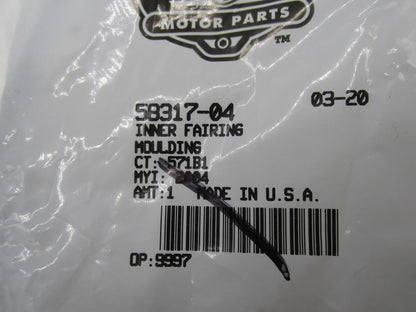 MOTOR PARTS
TM
58317-04 03-20
INNER FAIRING
MOULDING
CT: 571B1
MYI: 2004
AMT:1 MADE IN U.S.A.
OP:9997